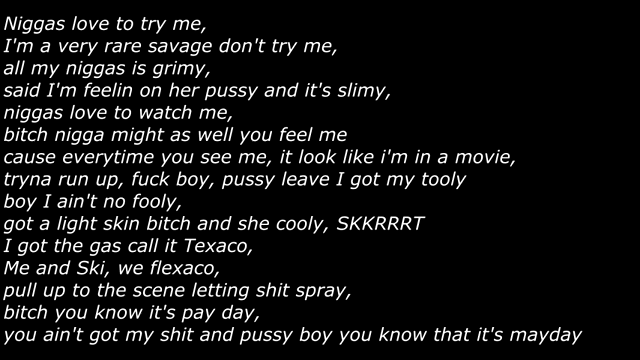 Niggas love to try me,
I'm a very rare savage don't try me,
all my niggas is grimy,
said I'm feelin on her pussy and it's slimy,
niggas love to watch me,
bitch nigga might as well you feel me
cause everytime you see me, it look like i'm in a movie,
tryna run up, fuck boy, pussy leave I got my tooly
boy I ain't no fooly,
got a light skin bitch and she cooly, SKKRRRT
I got the gas call it Texaco,
Me and Ski, we flexaco,
pull up to the scene letting shit spray,
bitch you know it's pay day,
you ain't got my shit and pussy boy you know that it's mayday